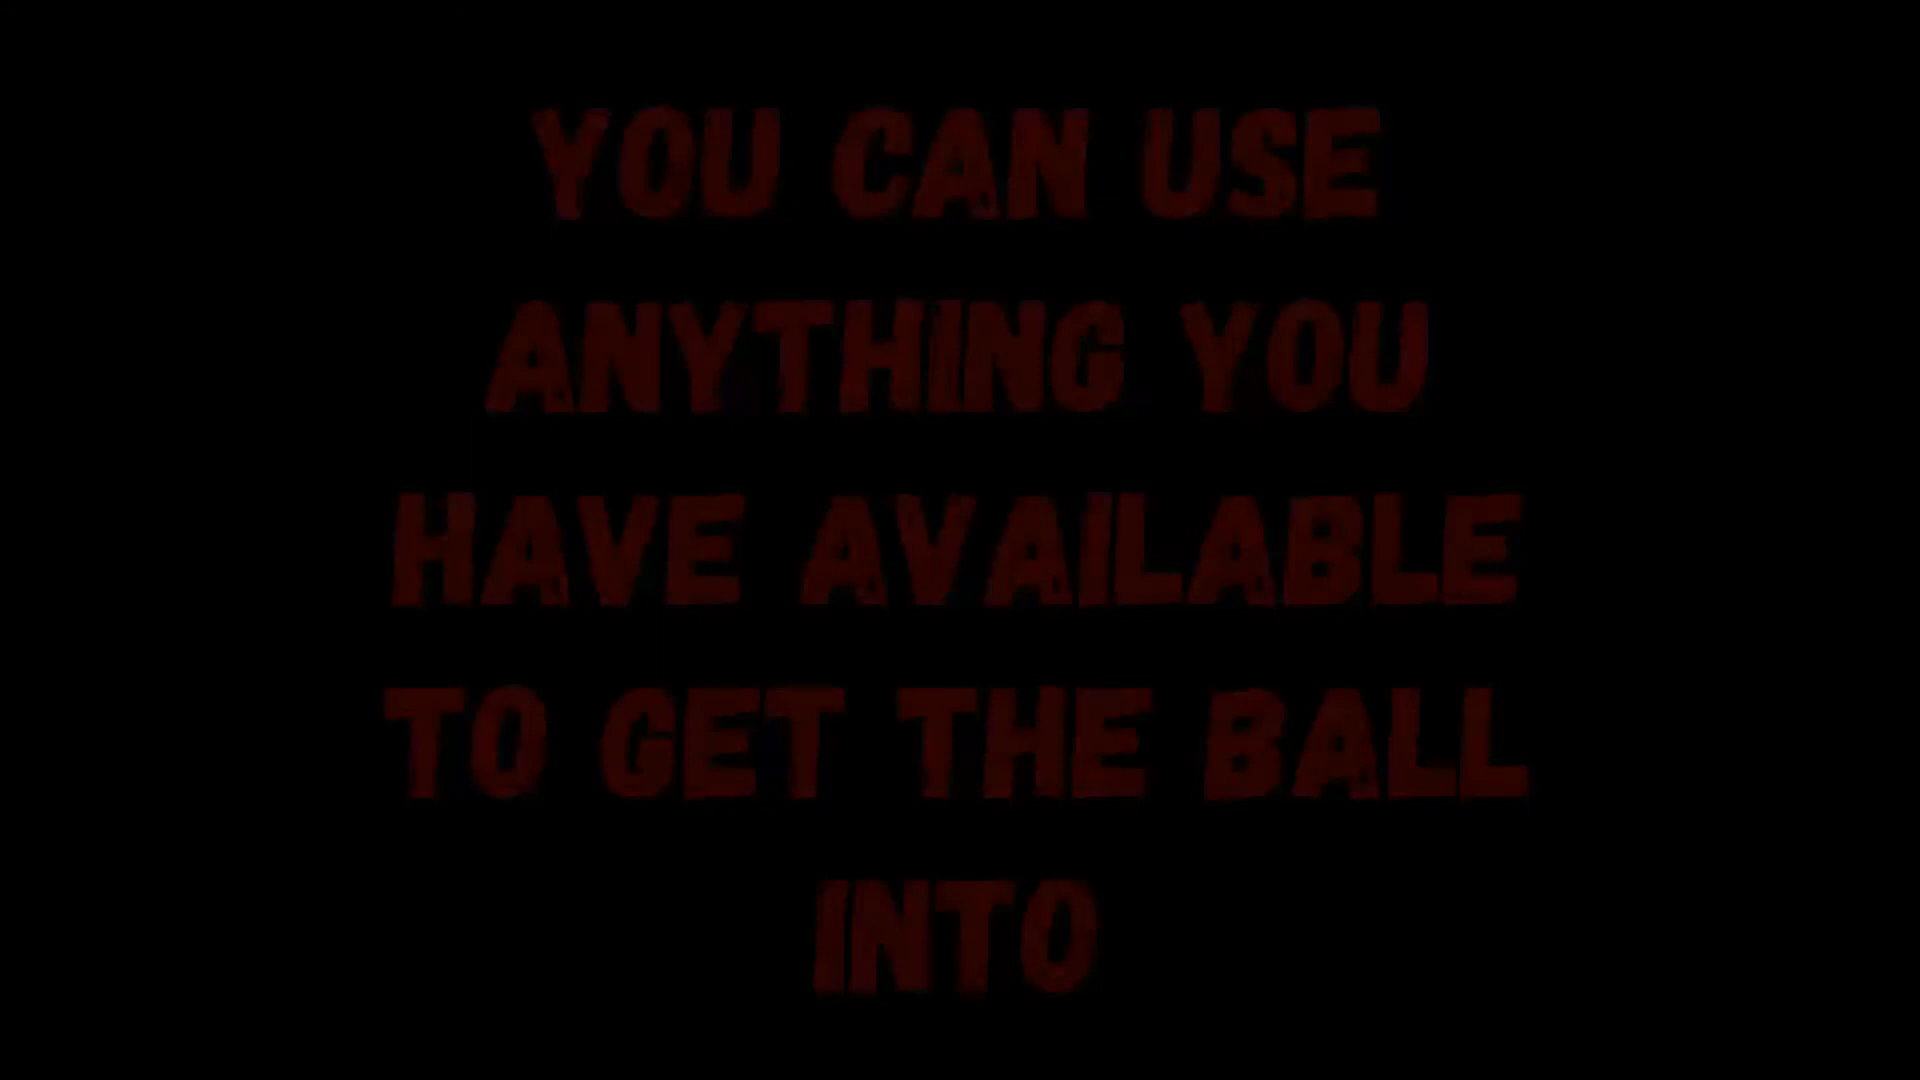 YOU CAN USE
ANYTHING YOU
HAVE AVAILABLE
TO GET THE BALL
INTO